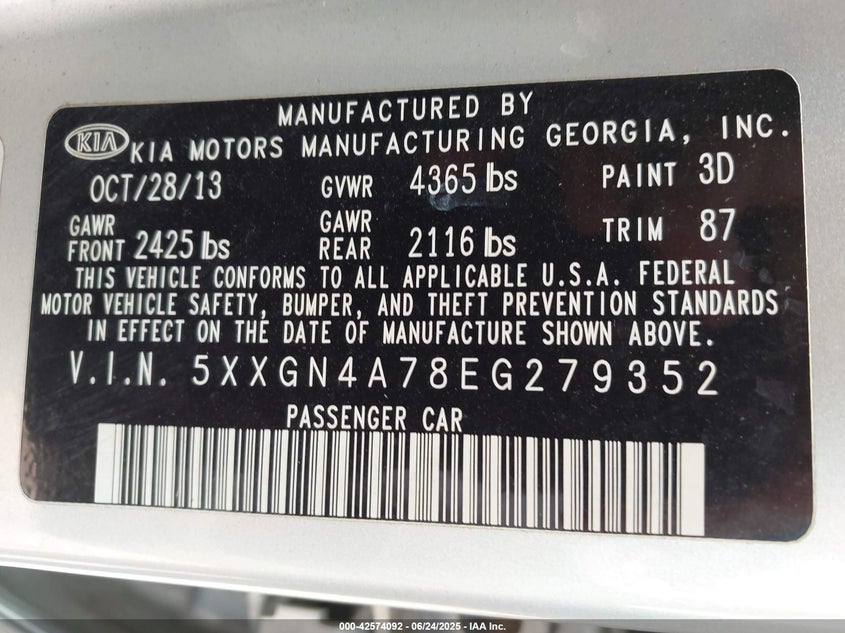 MANUFACTURED BY
KIA KIA MOTORS MANUFACTURING GEORGIA, INC.
OCT/28/13 GVWR 4365 lbs PAINT 3D
GAWR FRONT 2425 lbs GAWR REAR 2116 lbs TRIM 87
THIS VEHICLE CONFORMS TO ALL APPLICABLE U.S.A. FEDERAL
MOTOR VEHICLE SAFETY, BUMPER, AND THEFT PREVENTION STANDARDS
IN EFFECT ON THE DATE OF MANUFACTURE SHOWN ABOVE.
V.I.N. 5XXGN4A78EG279352
PASSENGER CAR
000-42574092 - 06/24/2025 - IAA Inc.